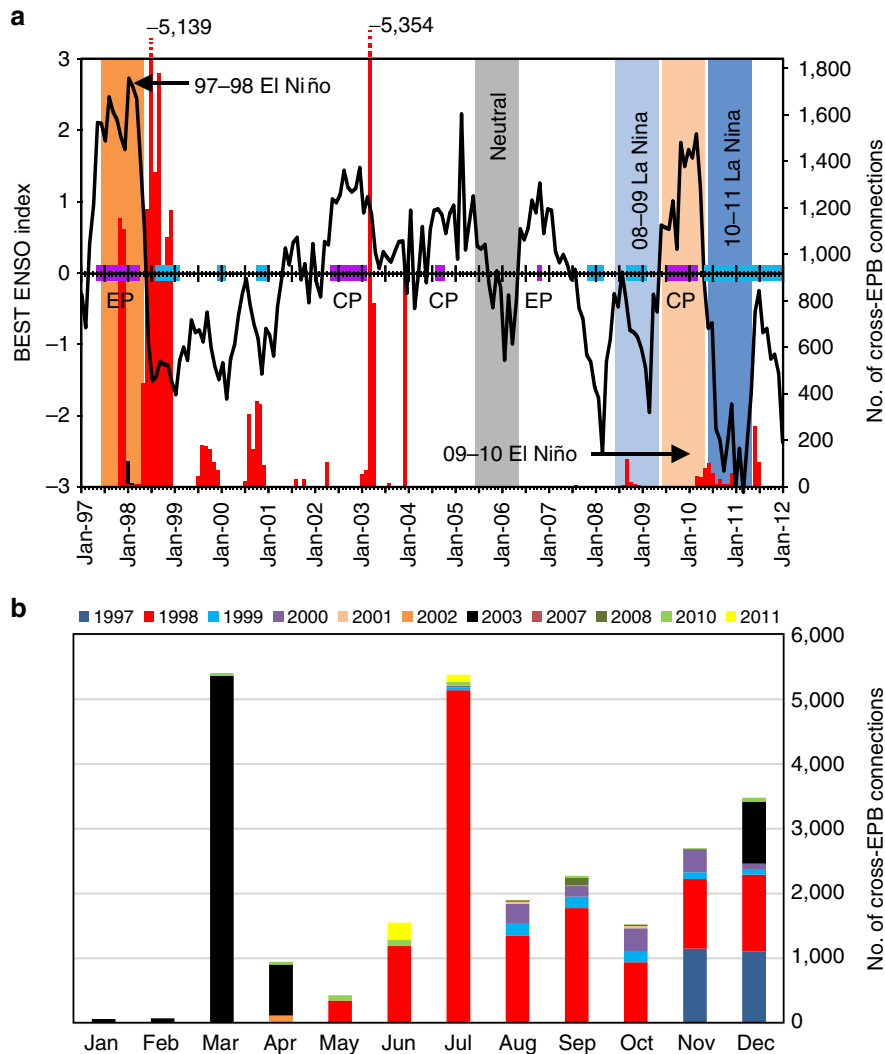 a
–5,139
–5,354
3
2
1
0
–1
–2
–3
BEST ENSO index
1,800
1,600
1,400
1,200
1,000
800
600
400
200
0
No. of cross-EPB connections
97–98 El Niño
Neutral
08–09 La Nina
10–11 La Nina
EP
CP
CP
EP
CP
09–10 El Niño
Jan-97
Jan-98
Jan-99
Jan-00
Jan-01
Jan-02
Jan-03
Jan-04
Jan-05
Jan-06
Jan-07
Jan-08
Jan-09
Jan-10
Jan-11
Jan-12
b
1997 1998 1999 2000 2001 2002 2003 2007 2008 2010 2011
6,000
5,000
4,000
3,000
2,000
1,000
0
No. of cross-EPB connections
Jan Feb Mar Apr May Jun Jul Aug Sep Oct Nov Dec